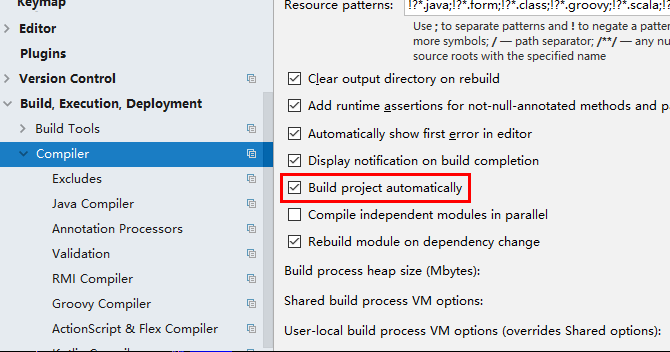 Keymap
Editor
Plugins
Version Control
Build, Execution, Deployment
Build Tools
Compiler
Excludes
Java Compiler
Annotation Processors
Validation
RMI Compiler
Groovy Compiler
ActionScript & Flex Compiler
Kotlin Compiler
Resource patterns: !?*.java;!?*.form;!?*.class;!?*.groovy;!?*.scala;!?
Use ; to separate patterns and ! to negate a patter
more symbols; / — path separator; /**/ — any nu
source roots with the specified name
Clear output directory on rebuild
Add runtime assertions for not-null-annotated methods and pa
Automatically show first error in editor
Display notification on build completion
Build project automatically
Compile independent modules in parallel
Rebuild module on dependency change
Build process heap size (Mbytes):
Shared build process VM options:
User-local build process VM options (overrides Shared options):